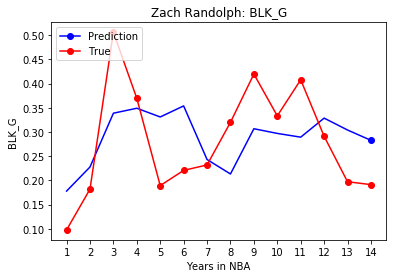 Zach Randolph: BLK_G
Prediction
True
BLK_G
0.50
0.45
0.40
0.35
0.30
0.25
0.20
0.15
0.10
1 2 3 4 5 6 7 8 9 10 11 12 13 14
Years in NBA